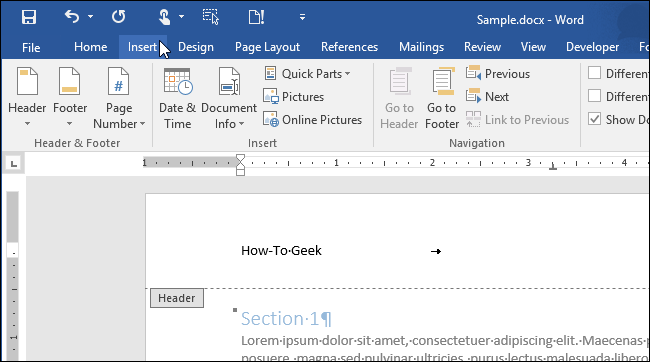 Sample.docx - Word
File Home Insert Design Page Layout References Mailings Review View Developer Fo
Header Footer Page Number Date & Time Document Info Quick Parts Pictures Online Pictures Go to Header Go to Footer Previous Next Link to Previous Differen Differen Show Do
Header & Footer Insert Navigation
L 1 1 2 3 4
How-To·Geek →
Header
Section·1¶
Lorem·ipsum·dolor·sit·amet,·consectetuer·adipiscing·elit.·Maecenas·p
posuere,·magna·sed·pulvinar·ultricies,·purus·lectus·malesuada·libero